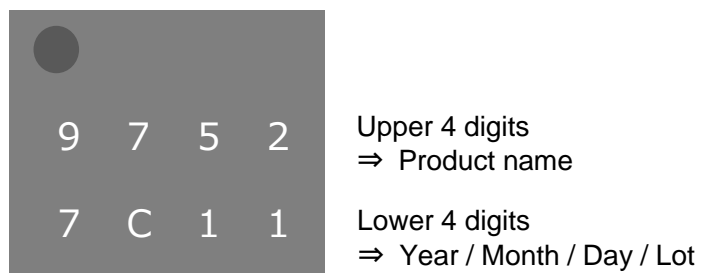 9 7 5 2
7 C 1 1
Upper 4 digits
⇒ Product name
Lower 4 digits
⇒ Year / Month / Day / Lot